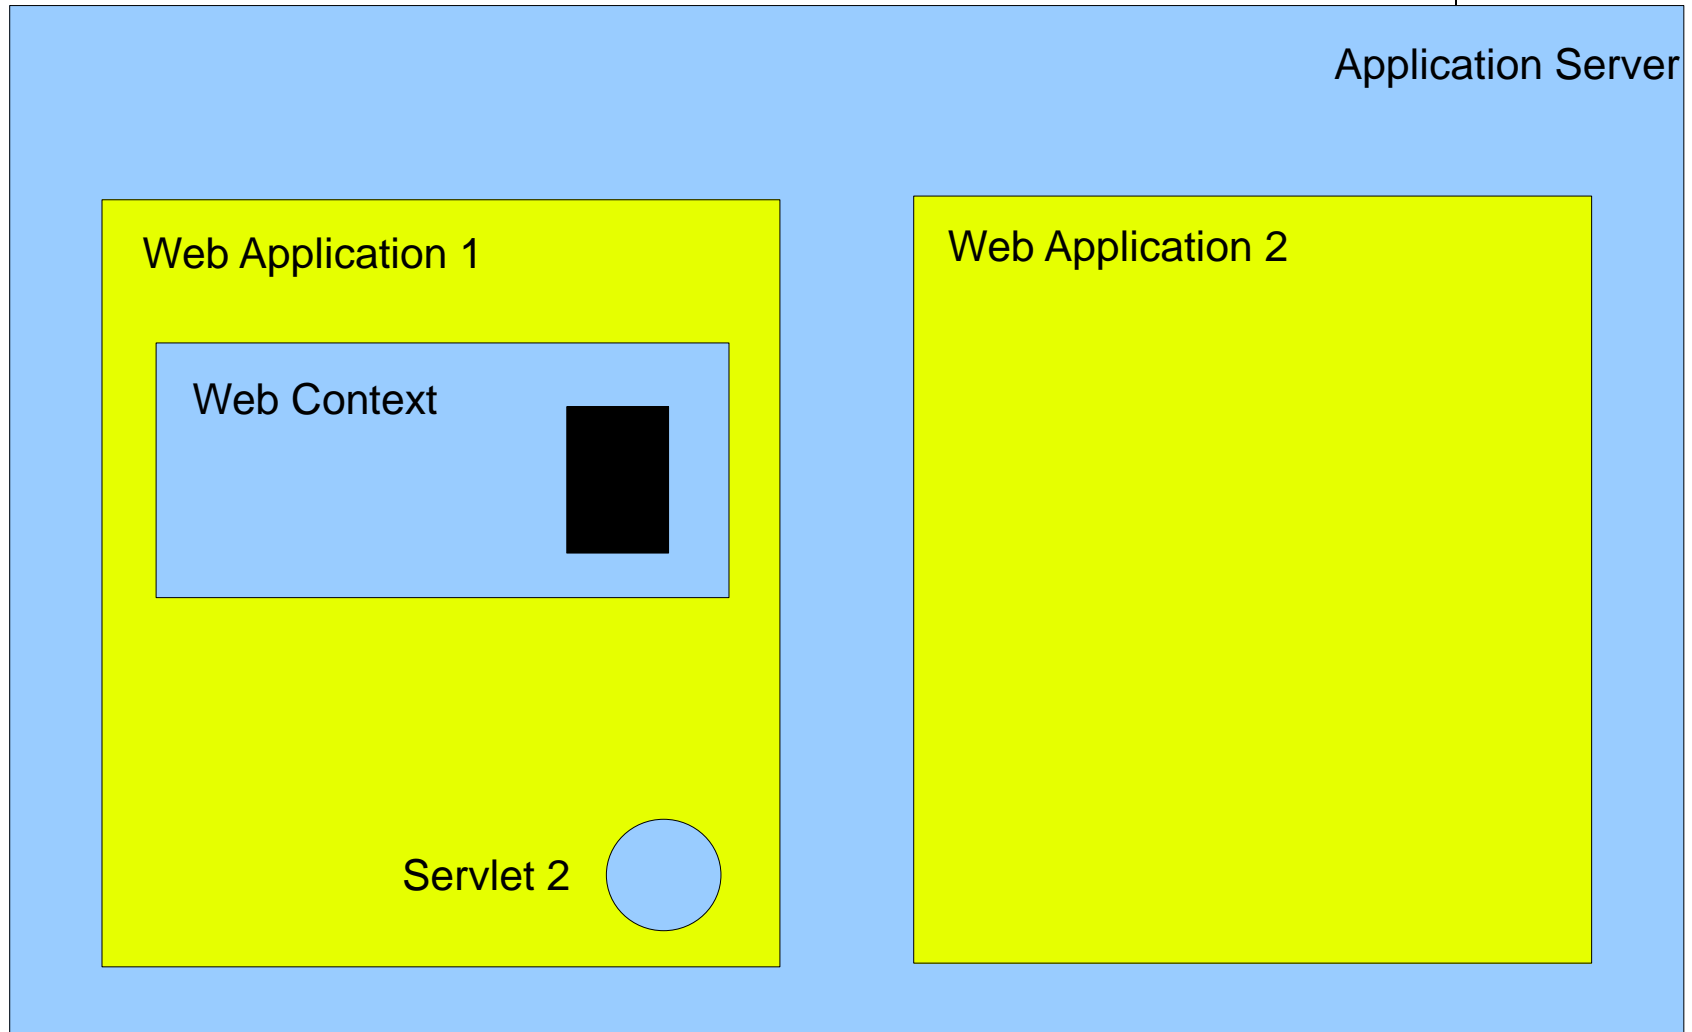 Application Server
Web Application 1
Web Application 2
Web Context
Servlet 2